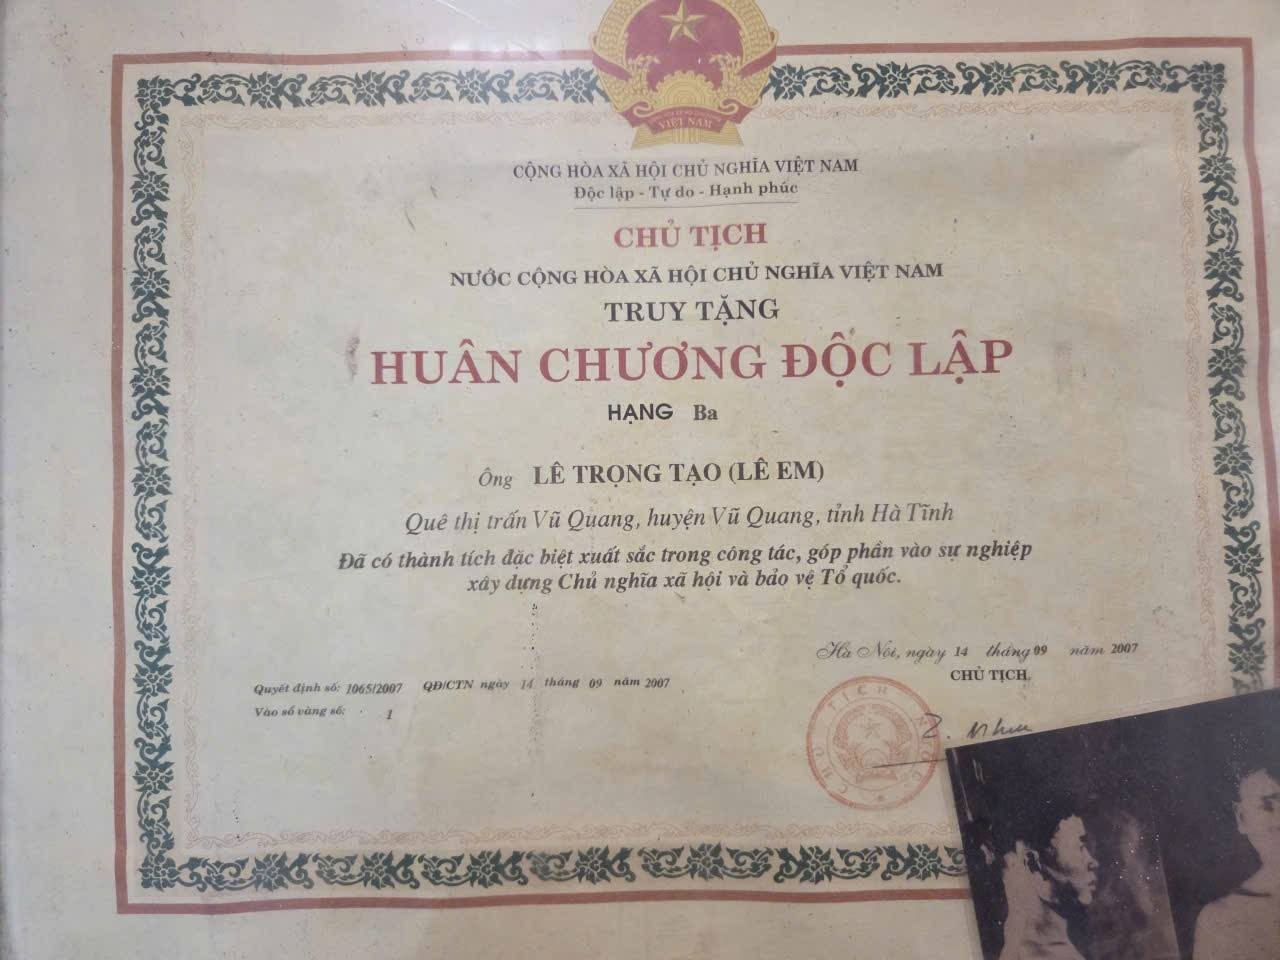 VIỆT NAM
CỘNG HÒA XÃ HỘI CHỦ NGHĨA VIỆT NAM
Độc lập - Tự do - Hạnh phúc
CHỦ TỊCH
NƯỚC CỘNG HÒA XÃ HỘI CHỦ NGHĨA VIỆT NAM
TRUY TẶNG
HUÂN CHƯƠNG ĐỘC LẬP
HẠNG Ba
Ông LÊ TRỌNG TẠO (LÊ EM)
Quê thị trấn Vũ Quang, huyện Vũ Quang, tỉnh Hà Tĩnh
Đã có thành tích đặc biệt xuất sắc trong công tác, góp phần vào sự nghiệp
xây dựng Chủ nghĩa xã hội và bảo vệ Tổ quốc.
Hà Nội, ngày 14 tháng 09 năm 2007
CHỦ TỊCH
Quyết định số: 1065/2007 QĐ/CTN ngày 14 tháng 09 năm 2007
Vào sổ vàng số: 1
CHỦ TỊCH NƯỚC